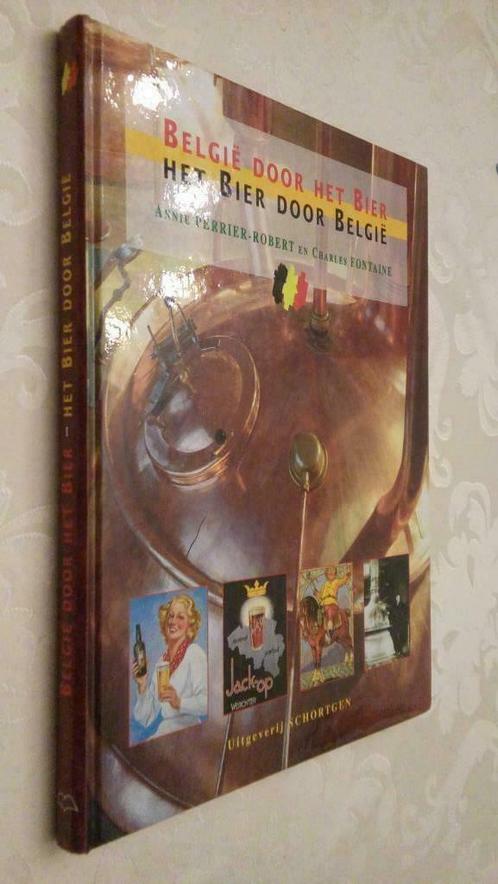 BELGIË DOOR HET BIER
HET BIER DOOR BELGIË
ANNIE PERRIER-ROBERT EN CHARLES FONTAINE
Jack-op
WERCHTER
Uitgeverij SCHORTGEN
BELGIË DOOR HET BIER – HET BIER DOOR BELGIË